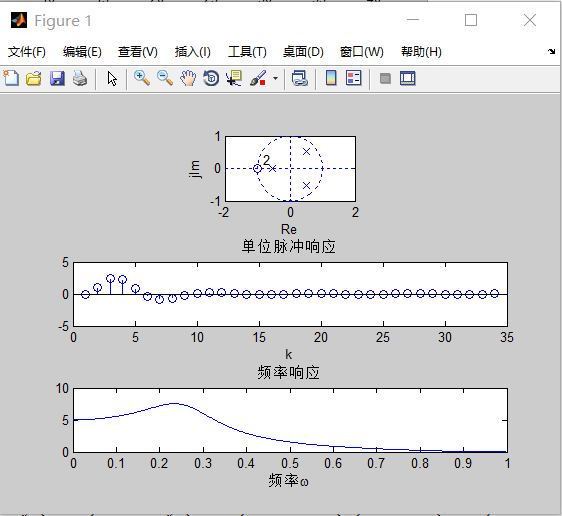 Figure 1
文件(F) 编辑(E) 查看(V) 插入(I) 工具(T) 桌面(D) 窗口(W) 帮助(H)
1
0
-1
jIm
2
-2 0 2
Re
单位脉冲响应
5
0
-5
0 5 10 15 20 25 30 35
k
频率响应
10
5
0
0 0.1 0.2 0.3 0.4 0.5 0.6 0.7 0.8 0.9 1
频率ω